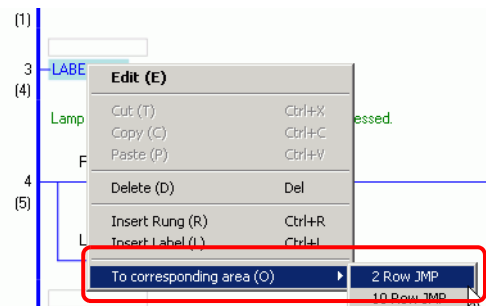 (1)
3 LABE
(4)
Edit (E)
Cut (T) Ctrl+X
Lamp essed.
Copy (C) Ctrl+C
Paste (P) Ctrl+V
F
4
(5)
Delete (D) Del
Insert Rung (R) Ctrl+R
L
Insert Label (L) Ctrl+L
To corresponding area (O) 2 Row JMP
10 Row JMP